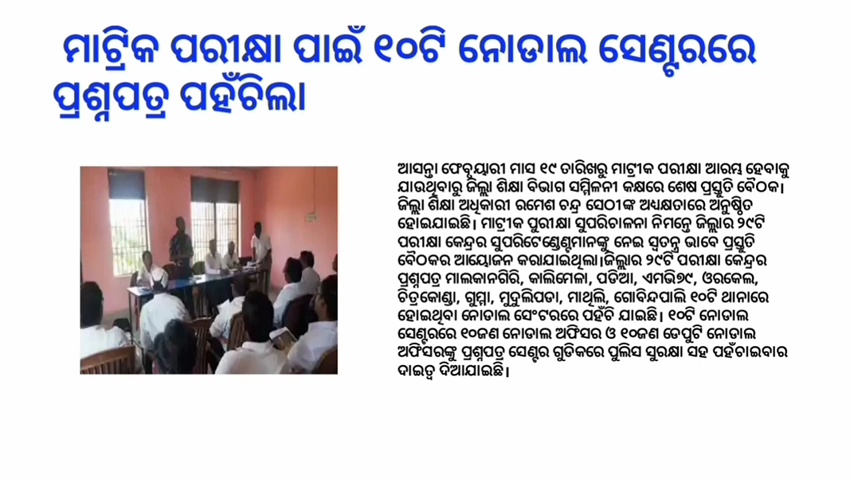 ମାଟ୍ରିକ ପରୀକ୍ଷା ପାଇଁ ୧୦ଟି ନୋଡାଲ ସେଣ୍ଟରରେ
ପ୍ରଶ୍ନପତ୍ର ପହଁଚିଲା
ଆସନ୍ତା ଫେବୃୟାରୀ ମାସ ୧୯ ତାରିଖରୁ ମାଟ୍ରୀକ ପରୀକ୍ଷା ଆରମ୍ଭ ହେବାକୁ
ଯାଉଥିବାରୁ ଜିଲ୍ଲା ଶିକ୍ଷା ବିଭାଗ ସମ୍ମିଳନୀ କକ୍ଷରେ ଶେଷ ପ୍ରସ୍ତୁତି ବୈଠକ।
ଜିଲ୍ଲା ଶିକ୍ଷା ଅଧିକାରୀ ରମେଶ ଚନ୍ଦ୍ର ସେଠୀଙ୍କ ଅଧ୍ୟକ୍ଷତାରେ ଅନୁଷ୍ଠିତ
ହୋଇଯାଇଛି। ମାଟ୍ରୀକ ପୁରୀକ୍ଷା ସୁପରିଚାଳନା ନିମନ୍ତେ ଜିଲ୍ଲାର ୨୯ଟି
ପରୀକ୍ଷା କେନ୍ଦ୍ରର ସୁପରିଟେଣ୍ଡେଣ୍ଟମାନଙ୍କୁ ନେଇ ସ୍ୱତନ୍ତ୍ର ଭାବେ ପ୍ରସ୍ତୁତି
ବୈଠକର ଆୟୋଜନ କରାଯାଇଥିଲା।ଜିଲ୍ଲାର ୨୯ଟି ପରୀକ୍ଷା କେନ୍ଦ୍ରର
ପ୍ରଶ୍ନପତ୍ର ମାଲକାନଗିରି, କାଲିମେଳା, ପଡିଆ, ଏମଭି୭୯, ଓରକେଲ,
ଚିତ୍ରକୋଣ୍ଡା, ଗୁମ୍ମା, ମୁଦୁଲିପଡା, ମାଥିଲି, ଗୋବିନ୍ଦପାଲି ୧୦ଟି ଥାନାରେ
ହୋଇଥିବା ନୋଡାଲ ସେଂଟରରେ ପହଁଚି ଯାଇଛି। ୧୦ଟି ନୋଡାଲ
ସେଣ୍ଟରରେ ୧୦ଜଣ ନୋଡାଲ ଅଫିସର ଓ ୧୦ଜଣ ଡେପୁଟି ନୋଡାଲ
ଅଫିସରଙ୍କୁ ପ୍ରଶ୍ନପତ୍ର ସେଣ୍ଟର ଗୁଡିକରେ ପୁଲିସ ସୁରକ୍ଷା ସହ ପହଁଚାଇବାର
ଦାଇତ୍ୱ ଦିଆଯାଇଛି।